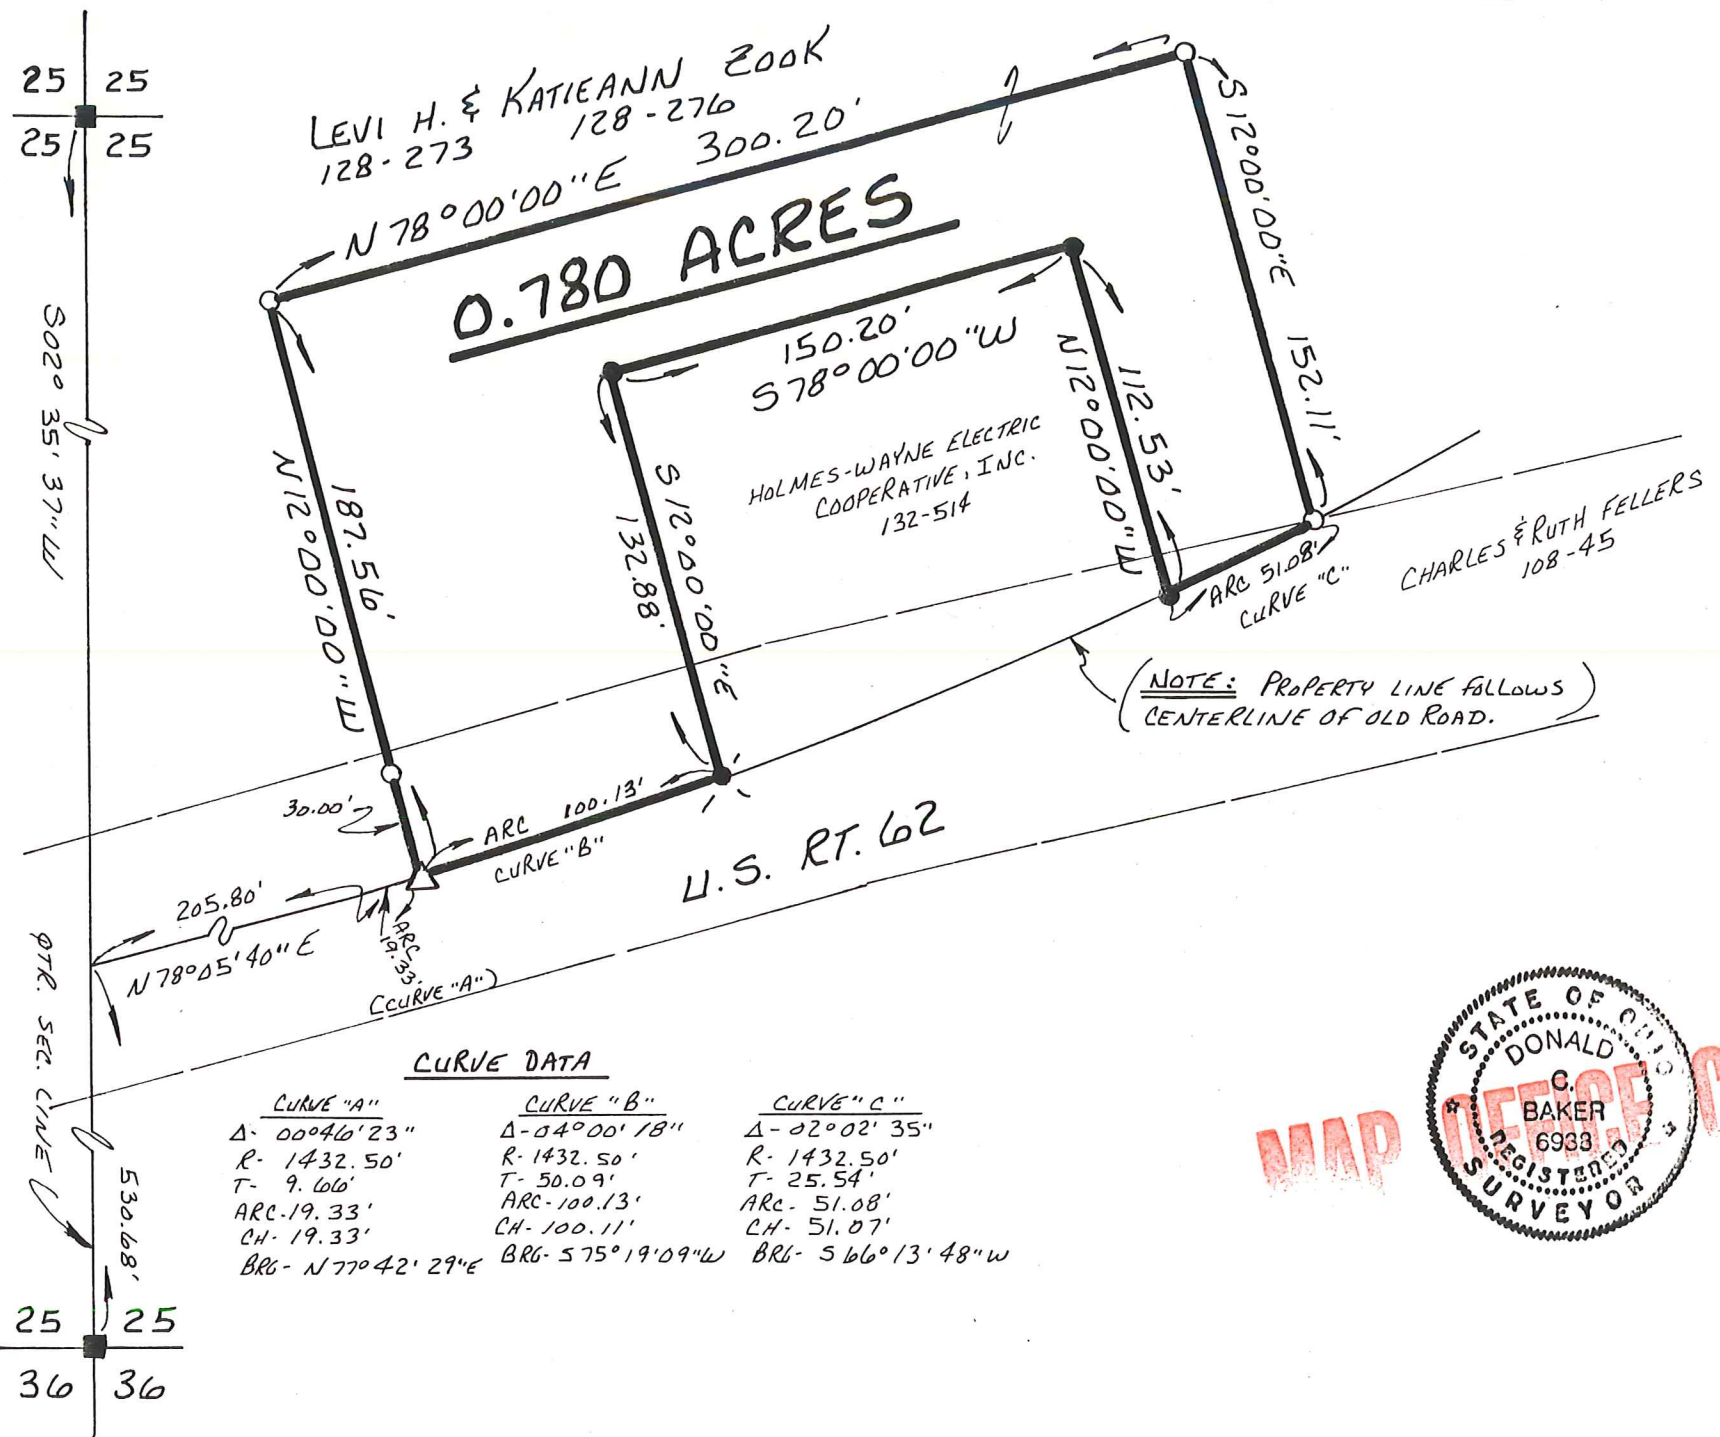 25 25
25 25
LEVI H. & KATIEANN ZOOK
128-273 128-276
N 78°00'00"E 300.20'
S 12°00'00"E 152.11'
0.780 ACRES
150.20'
S 78°00'00"W
N 12°00'00"W 112.53'
HOLMES-WAYNE ELECTRIC
COOPERATIVE, INC.
132-514
S 12°00'00"E
132.88'
187.56'
N 12°00'00"W
S02° 35' 37"W
ARC 51.08'
CURVE "C"
CHARLES & RUTH FELLERS
108-45
NOTE: PROPERTY LINE FOLLOWS
CENTERLINE OF OLD ROAD.
30.00'
ARC 100.13'
CURVE "B"
U.S. RT. 62
205.80'
N 78°05'40"E
ARC
19.33'
(CURVE "A")
QTR. SEC. LINE
530.68'
25 25
36 36
CURVE DATA
CURVE "A"
Δ- 00°46'23"
R- 1432.50'
T- 9.66'
ARC-19.33'
CH- 19.33'
BRG- N 77°42'29"E
CURVE "B"
Δ-04°00'18"
R-1432.50'
T-50.09'
ARC-100.13'
CH-100.11'
BRG- S 75°19'09"W
CURVE "C"
Δ-02°02'35"
R-1432.50'
T-25.54'
ARC- 51.08'
CH- 51.07'
BRG- S 66°13'48"W
STATE OF OHIO
DONALD
C.
BAKER
6938
REGISTERED
SURVEYOR
MAP OFFICE